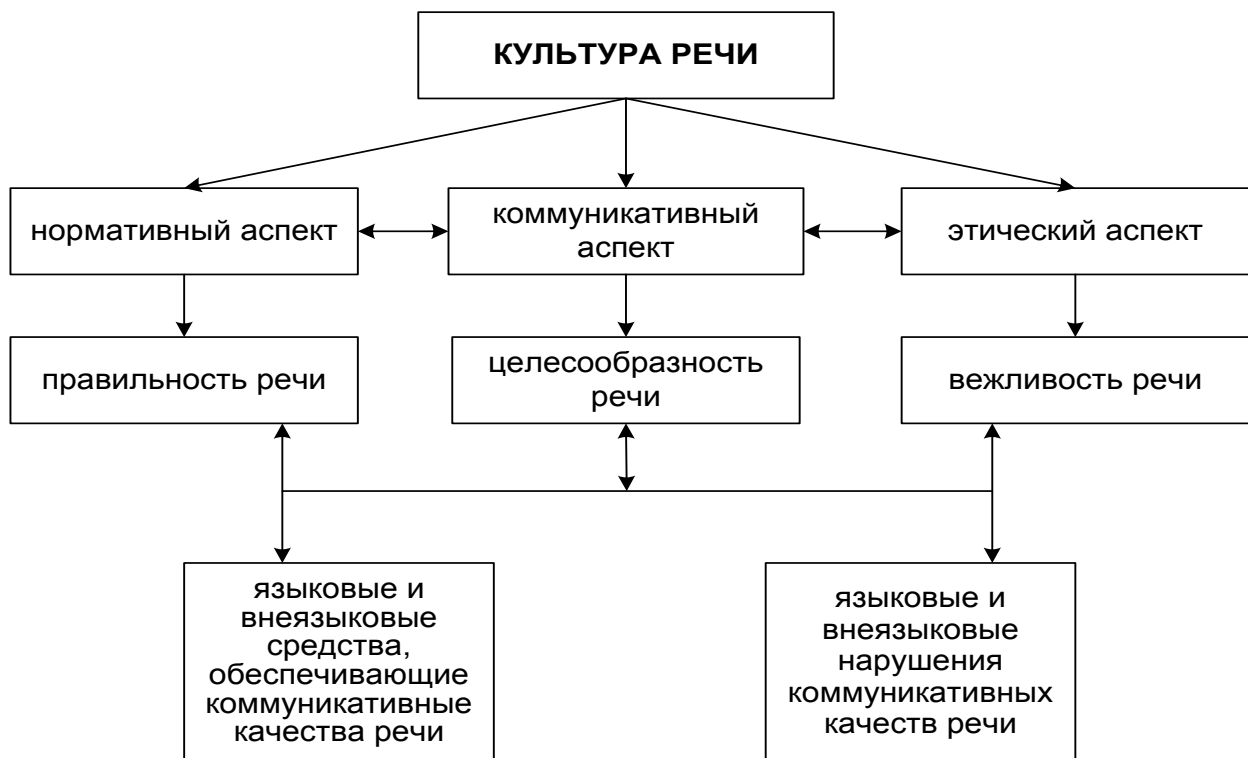 КУЛЬТУРА РЕЧИ
нормативный аспект
коммуникативный
аспект
этический аспект
правильность речи
целесообразность
речи
вежливость речи
языковые и
внеязыковые
средства,
обеспечивающие
коммуникативные
качества речи
языковые и
внеязыковые
нарушения
коммуникативных
качеств речи